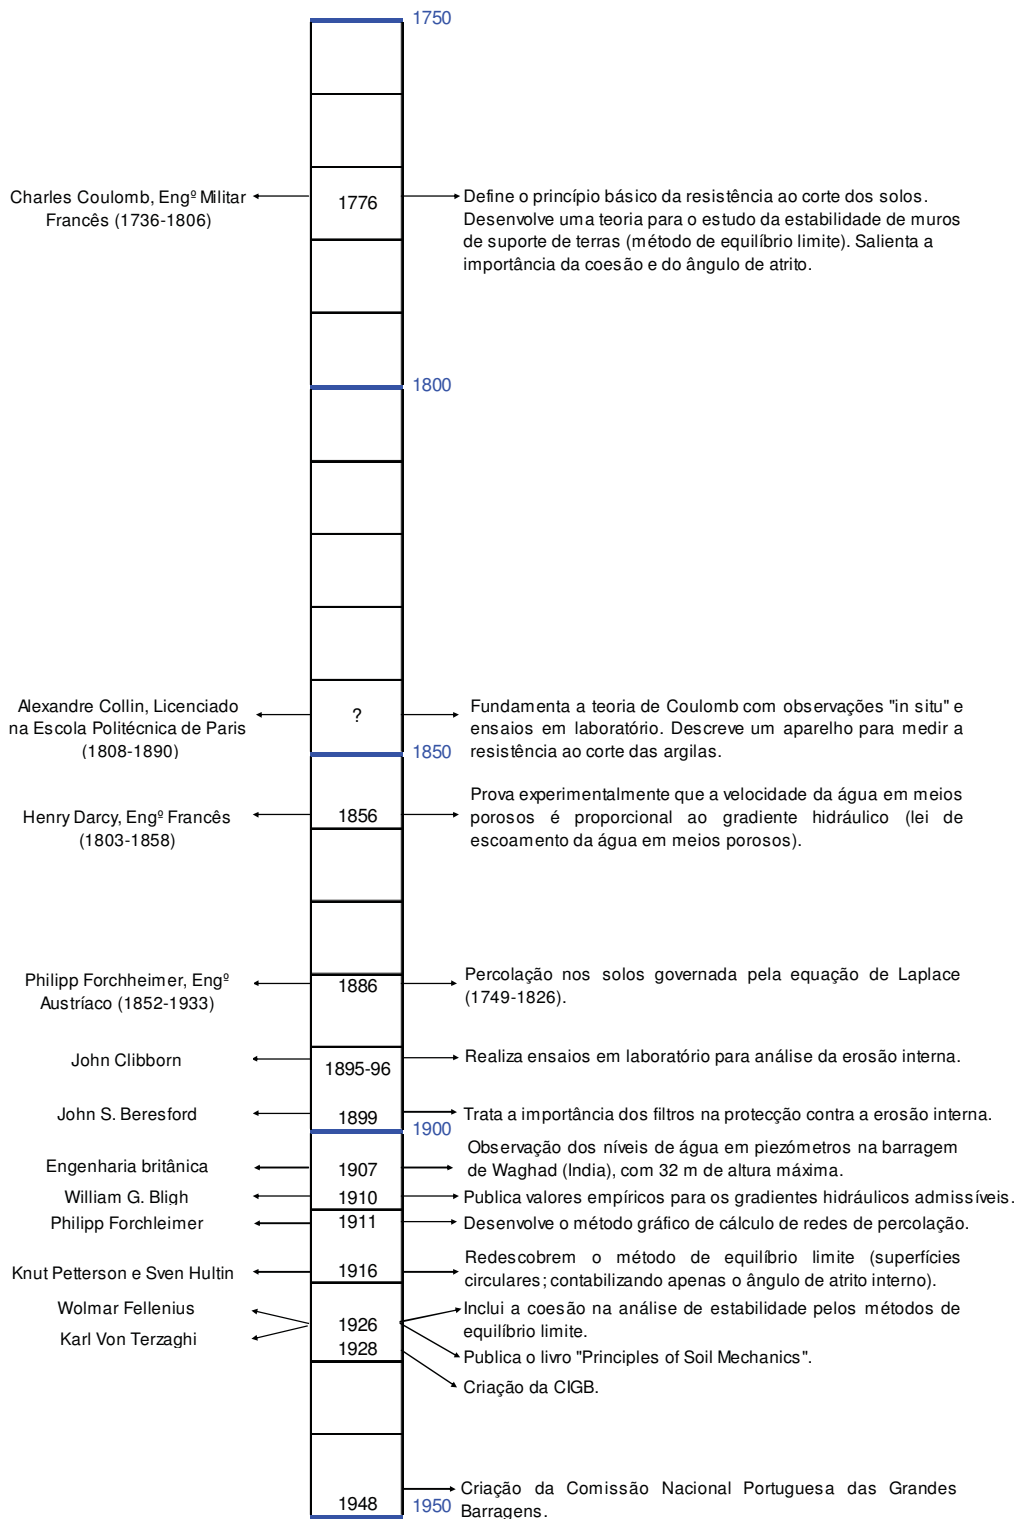 1750
Charles Coulomb, Engº Militar
Francês (1736-1806)
1776
Define o princípio básico da resistência ao corte dos solos.
Desenvolve uma teoria para o estudo da estabilidade de muros
de suporte de terras (método de equilíbrio limite). Salienta a
importância da coesão e do ângulo de atrito.
1800
Alexandre Collin, Licenciado
na Escola Politécnica de Paris
(1808-1890)
?
Fundamenta a teoria de Coulomb com observações "in situ" e
ensaios em laboratório. Descreve um aparelho para medir a
resistência ao corte das argilas.
1850
Henry Darcy, Engº Francês
(1803-1858)
1856
Prova experimentalmente que a velocidade da água em meios
porosos é proporcional ao gradiente hidráulico (lei de
escoamento da água em meios porosos).
Philipp Forchheimer, Engº
Austríaco (1852-1933)
1886
Percolação nos solos governada pela equação de Laplace
(1749-1826).
John Clibborn
1895-96
Realiza ensaios em laboratório para análise da erosão interna.
John S. Beresford
1899
Trata a importância dos filtros na protecção contra a erosão interna.
1900
Engenharia britânica
1907
Observação dos níveis de água em piezómetros na barragem
de Waghad (India), com 32 m de altura máxima.
William G. Bligh
1910
Publica valores empíricos para os gradientes hidráulicos admissíveis.
Philipp Forchleimer
1911
Desenvolve o método gráfico de cálculo de redes de percolação.
Knut Petterson e Sven Hultin
1916
Redescobrem o método de equilíbrio limite (superfícies
circulares; contabilizando apenas o ângulo de atrito interno).
Wolmar Fellenius
Karl Von Terzaghi
1926
1928
Inclui a coesão na análise de estabilidade pelos métodos de
equilíbrio limite.
Publica o livro "Principles of Soil Mechanics".
Criação da CIGB.
1948
Criação da Comissão Nacional Portuguesa das Grandes
Barragens.
1950